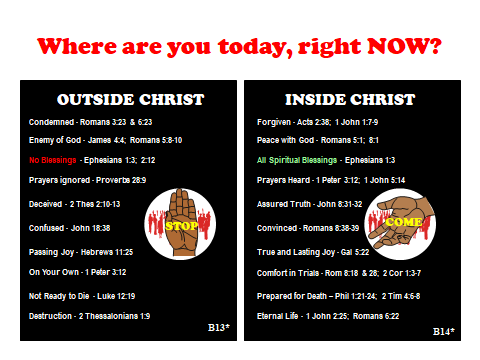 Where are you today, right NOW?
OUTSIDE CHRIST
Condemned - Romans 3:23 & 6:23
Enemy of God - James 4:4; Romans 5:8-10
No Blessings - Ephesians 1:3; 2:12
Prayers ignored - Proverbs 28:9
Deceived - 2 Thes 2:10-13
Confused - John 18:38
Passing Joy - Hebrews 11:25
On Your Own - 1 Peter 3:12
Not Ready to Die - Luke 12:19
Destruction - 2 Thessalonians 1:9
STOP
B13*
INSIDE CHRIST
Forgiven - Acts 2:38; 1 John 1:7-9
Peace with God - Romans 5:1; 8:1
All Spiritual Blessings - Ephesians 1:3
Prayers Heard - 1 Peter 3:12; 1 John 5:14
Assured Truth - John 8:31-32
Convinced - Romans 8:38-39
True and Lasting Joy - Gal 5:22
Comfort in Trials - Rom 8:18 & 28; 2 Cor 1:3-7
Prepared for Death – Phil 1:21-24; 2 Tim 4:6-8
Eternal Life - 1 John 2:25; Romans 6:22
COME
B14*